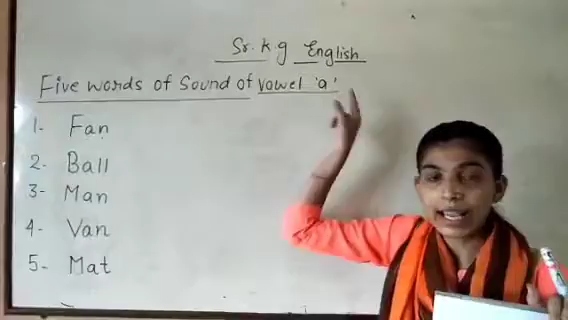 Sr. K.g English
Five words of Sound of vowel 'a'
1- Fan
2- Ball
3- Man
4- Van
5- Mat